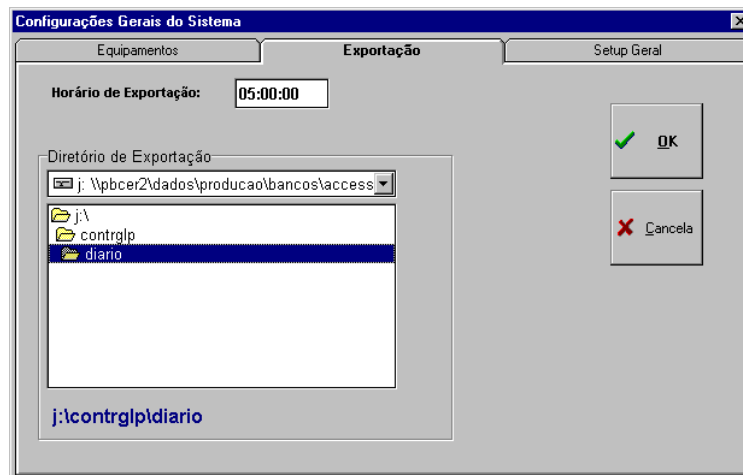 Configurações Gerais do Sistema
Equipamentos
Exportação
Setup Geral
Horário de Exportação: 05:00:00
OK
Diretório de Exportação
j: \\pbcer2\dados\producao\bancos\access
j:\
contrglp
diario
Cancela
j:\contrglp\diario